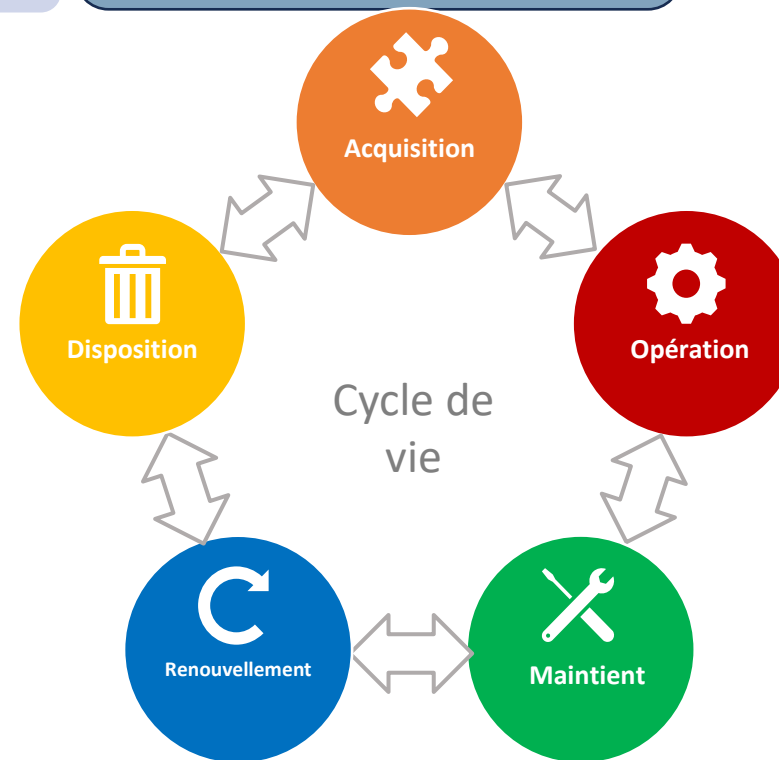 Acquisition
Disposition
Opération
Cycle de
vie
Renouvellement
Maintient